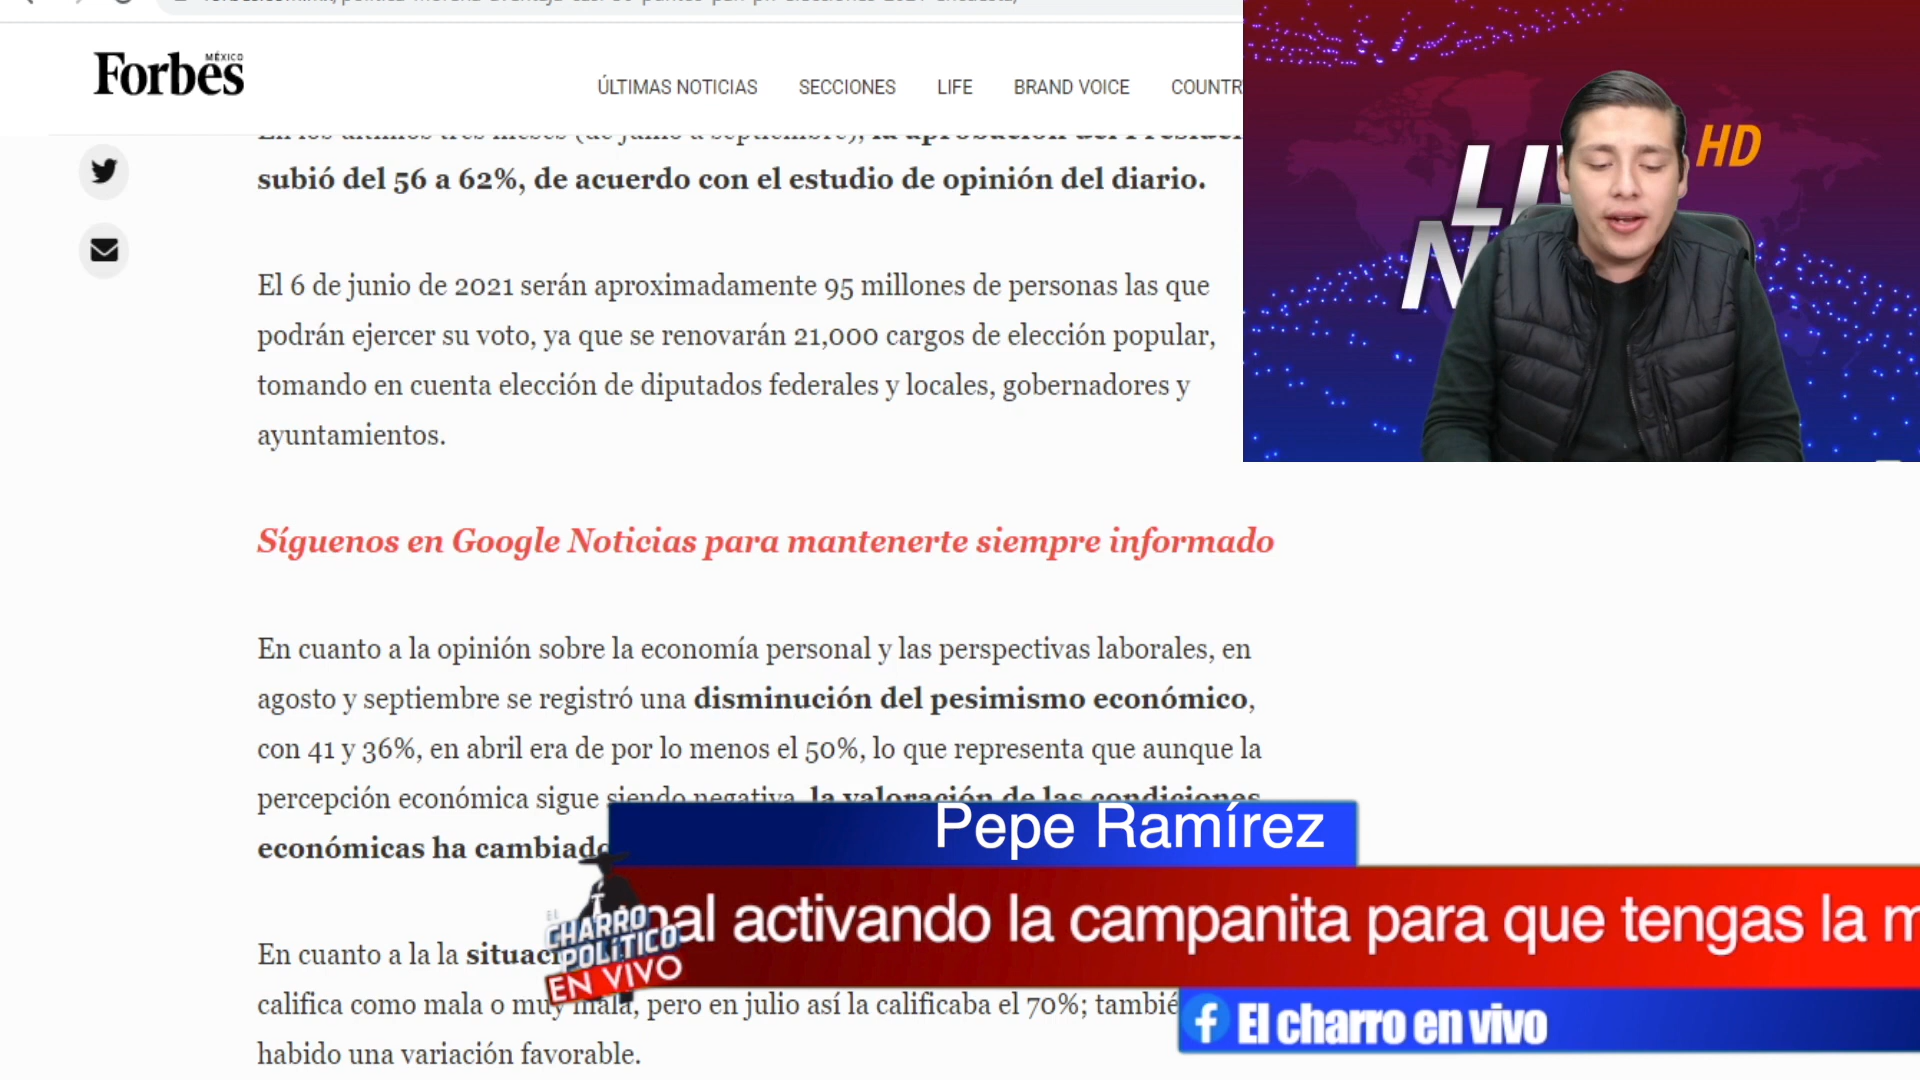 Forbes
MÉXICO
ÚLTIMAS NOTICIAS SECCIONES LIFE BRAND VOICE COUNTR
subió del 56 a 62%, de acuerdo con el estudio de opinión del diario.
El 6 de junio de 2021 serán aproximadamente 95 millones de personas las que
podrán ejercer su voto, ya que se renovarán 21,000 cargos de elección popular,
tomando en cuenta elección de diputados federales y locales, gobernadores y
ayuntamientos.
Síguenos en Google Noticias para mantenerte siempre informado
En cuanto a la opinión sobre la economía personal y las perspectivas laborales, en
agosto y septiembre se registró una disminución del pesimismo económico,
con 41 y 36%, en abril era de por lo menos el 50%, lo que representa que aunque la
percepción económica sigue siendo negativa, la valoración de las condiciones
económicas ha cambiado
En cuanto a la la situac
califica como mala o muy mala, pero en julio así la calificaba el 70%; tambié
habido una variación favorable.
HD
Pepe Ramírez
nal activando la campanita para que tengas la m
EL
CHARRO
POLÍTICO
EN VIVO
El charro en vivo